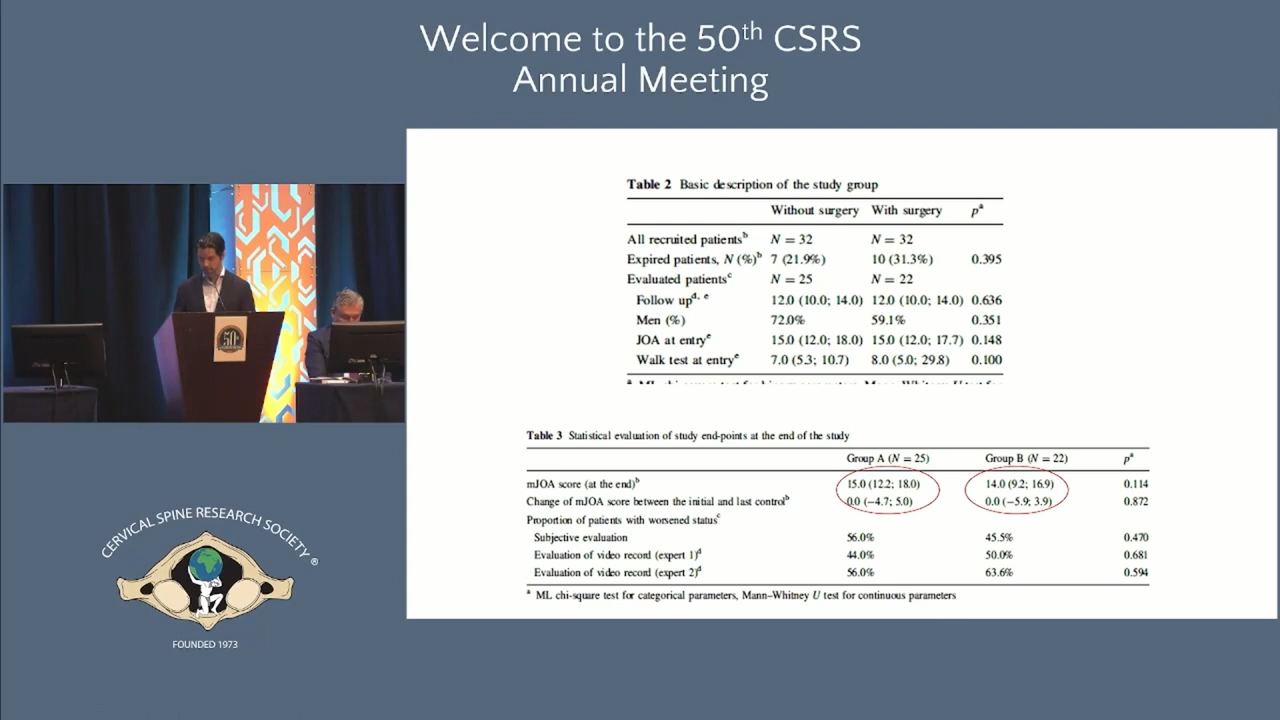 Welcome to the 50th CSRS
Annual Meeting
Table 2 Basic description of the study group
Without surgery With surgery pa
All recruited patientsb N = 32 N = 32
Expired patients, N (%)b 7 (21.9%) 10 (31.3%) 0.395
Evaluated patientsc N = 25 N = 22
Follow upd, e 12.0 (10.0; 14.0) 12.0 (10.0; 14.0) 0.636
Men (%) 72.0% 59.1% 0.351
JOA at entrye 15.0 (12.0; 18.0) 15.0 (12.0; 17.7) 0.148
Walk test at entrye 7.0 (5.3; 10.7) 8.0 (5.0; 29.8) 0.100
Table 3 Statistical evaluation of study end-points at the end of the study
Group A (N = 25) Group B (N = 22) pa
mJOA score (at the end)b 15.0 (12.2; 18.0) 14.0 (9.2; 16.9) 0.114
Change of mJOA score between the initial and last controlb 0.0 (−4.7; 5.0) 0.0 (−5.9; 3.9) 0.872
Proportion of patients with worsened statusc
Subjective evaluation 56.0% 45.5% 0.470
Evaluation of video record (expert 1)d 44.0% 50.0% 0.681
Evaluation of video record (expert 2)d 56.0% 63.6% 0.594
a ML chi-square test for categorical parameters, Mann–Whitney U test for continuous parameters
50
CERVICAL SPINE RESEARCH SOCIETY ®
FOUNDED 1973